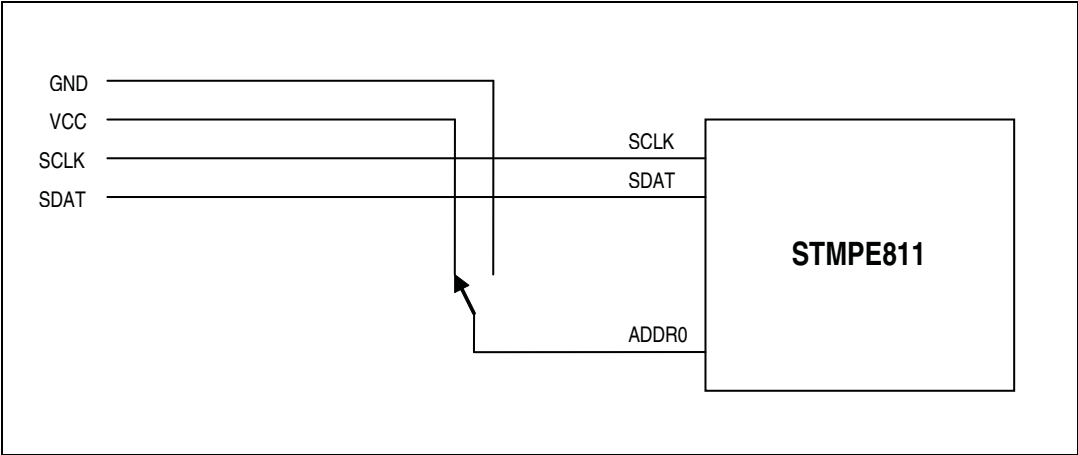 GND
VCC
SCLK
SDAT
SCLK
SDAT
STMPE811
ADDR0